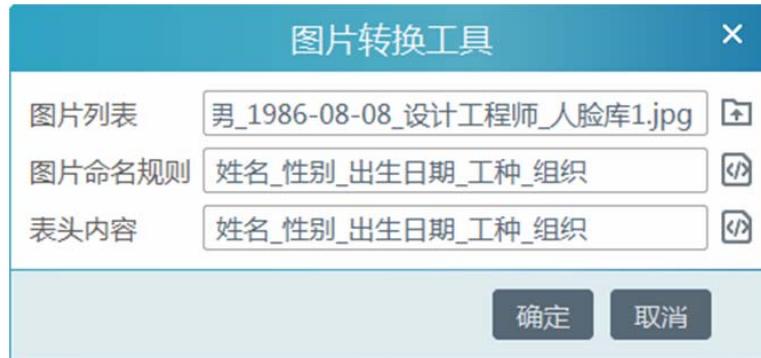 图片转换工具
图片列表 男_1986-08-08_设计工程师_人脸库1.jpg
图片命名规则 姓名_性别_出生日期_工种_组织
表头内容 姓名_性别_出生日期_工种_组织
确定 取消